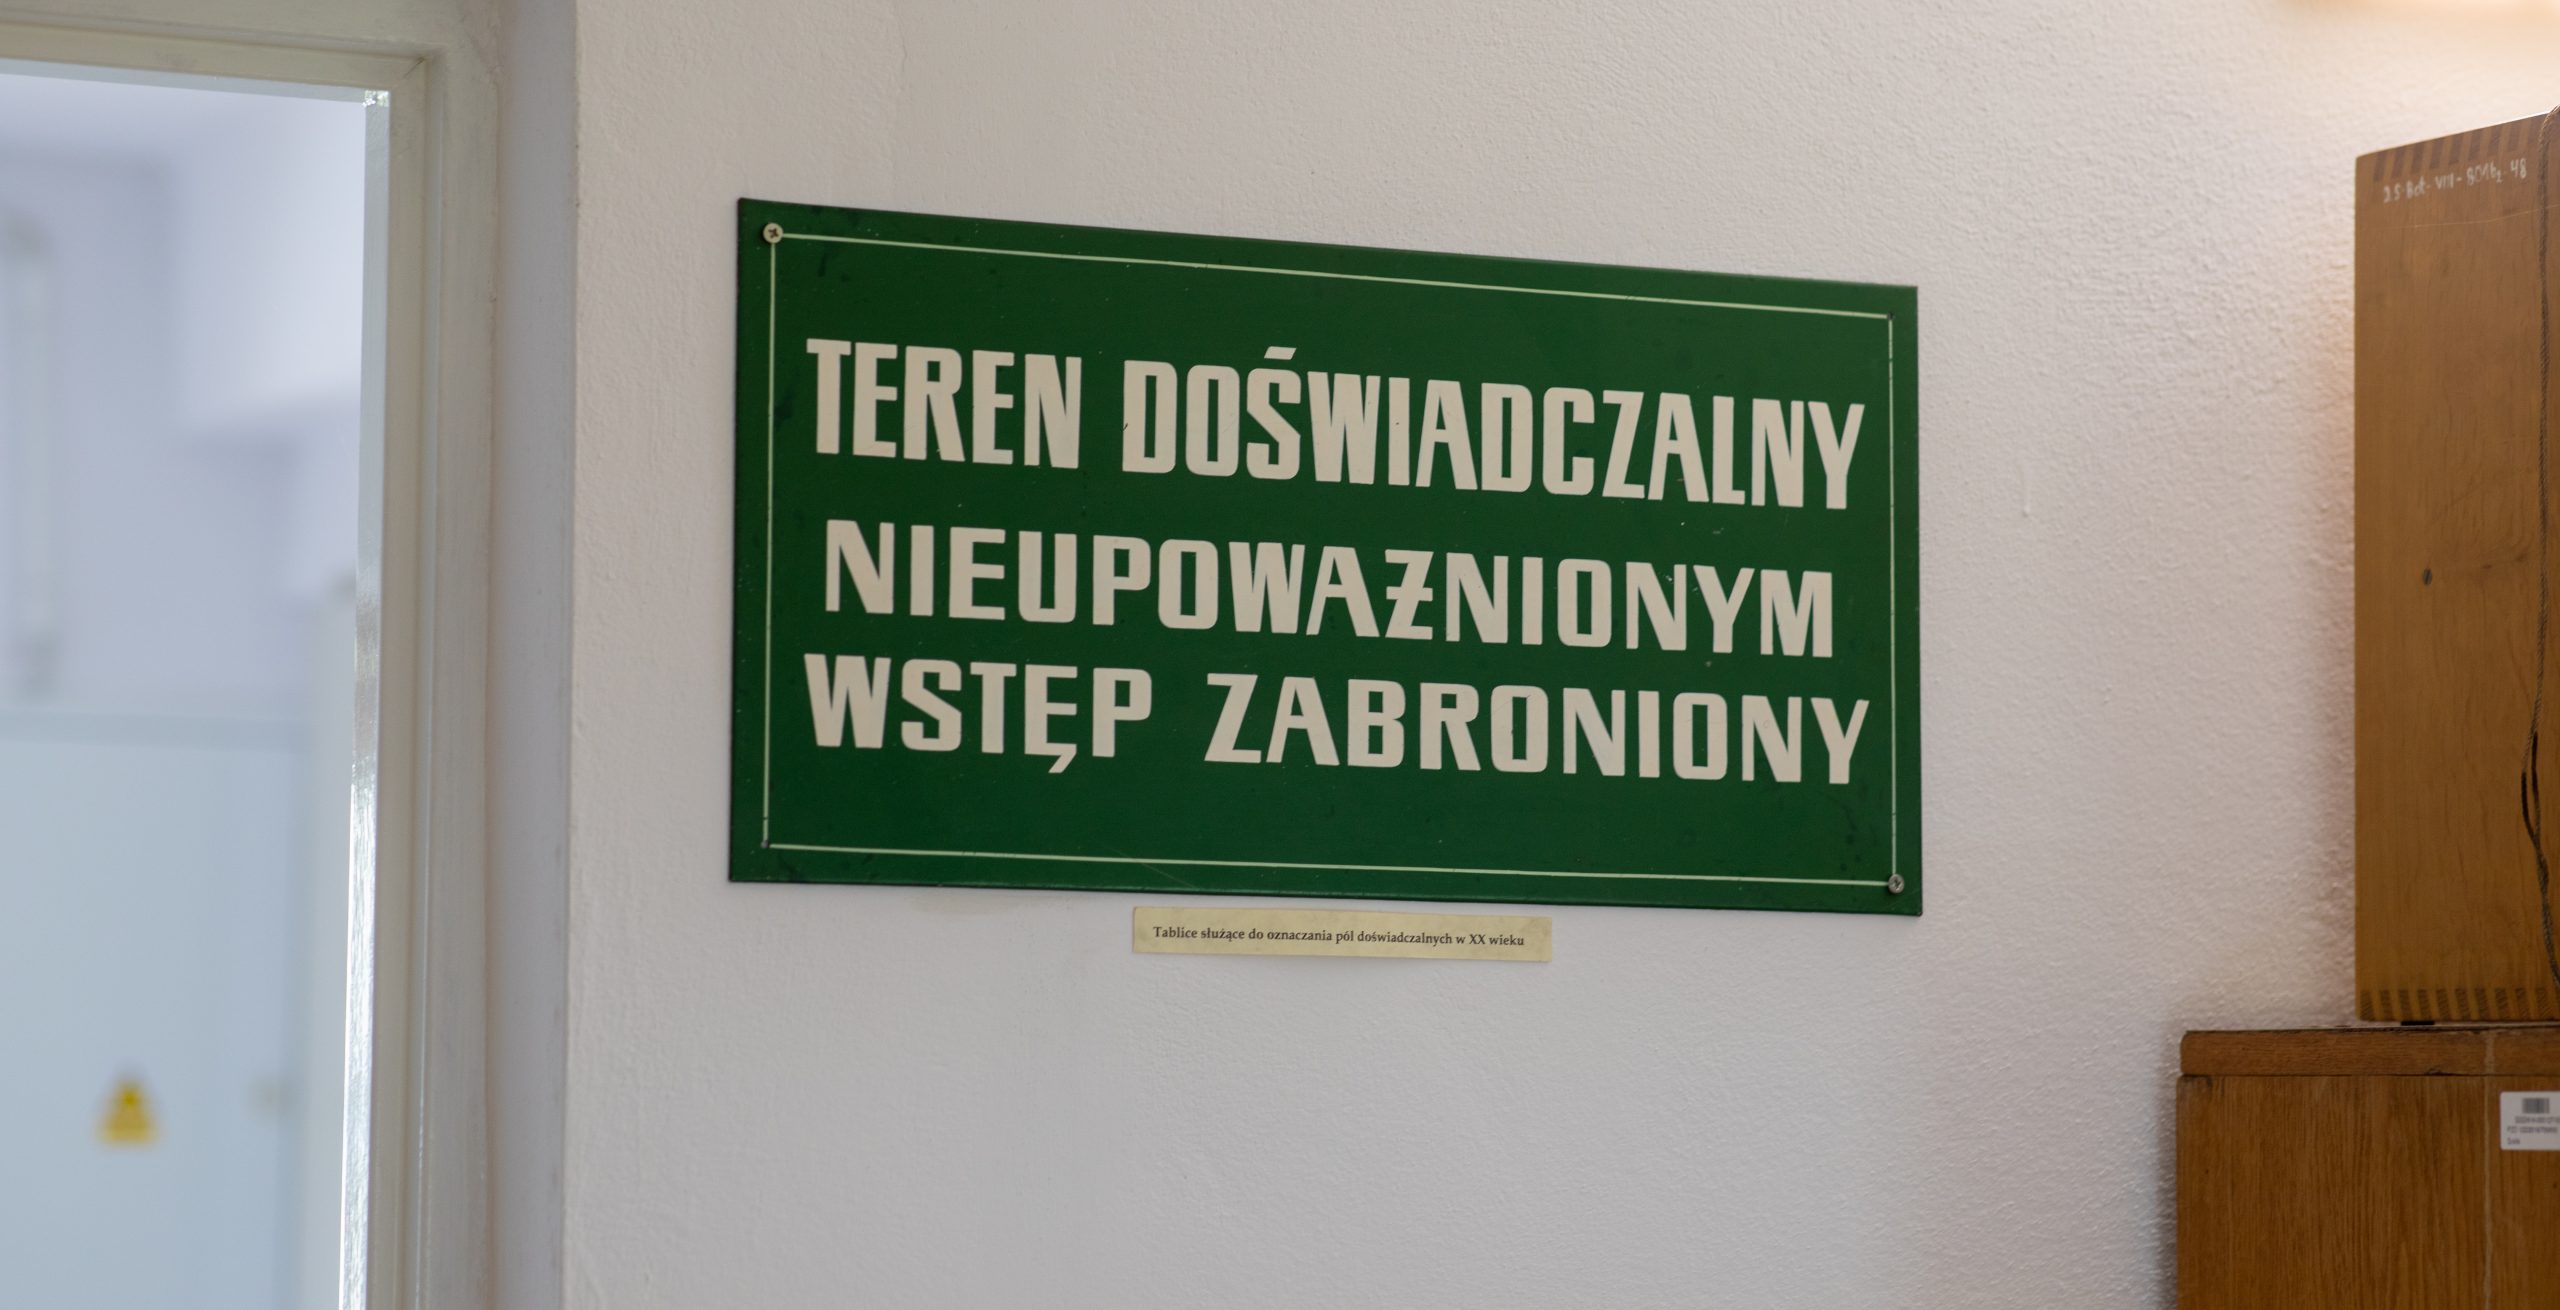 TEREN DOŚWIADCZALNY
NIEUPOWAŻNIONYM
WSTĘP ZABRONIONY
Tablice służące do oznaczania pól doświadczalnych w XX wieku